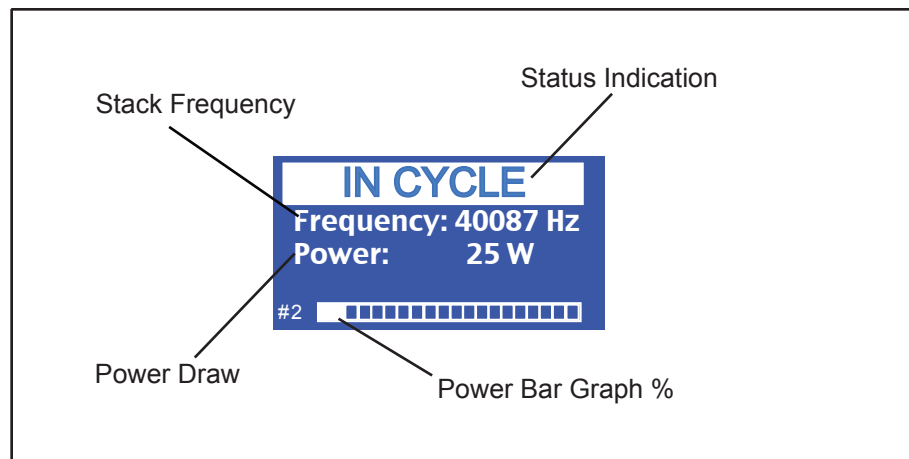 Status Indication
Stack Frequency
IN CYCLE
Frequency: 40087 Hz
Power: 25 W
#2
Power Draw
Power Bar Graph %